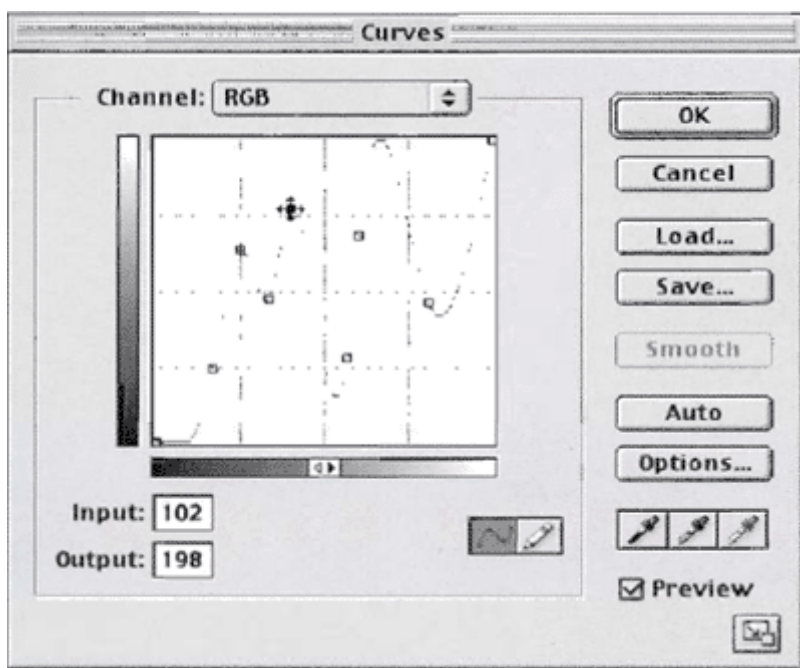 Curves
Channel: RGB
OK
Cancel
Load...
Save...
Smooth
Auto
Options...
Input: 102
Output: 198
Preview